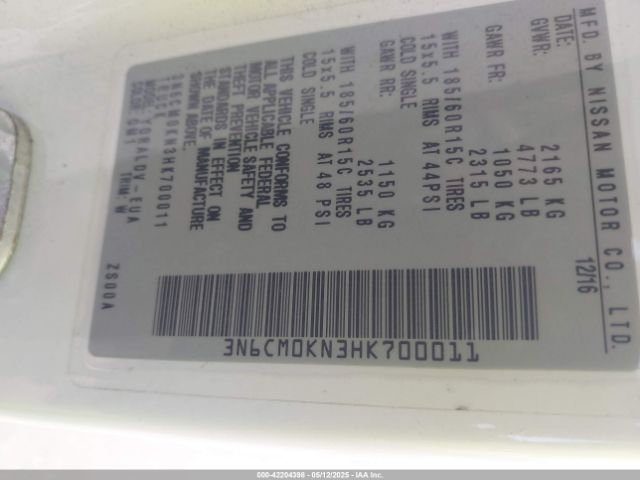 MFD. BY NISSAN MOTOR CO., LTD.
DATE: 12/16
GVWR: 2165 KG
4773 LB
GAWR FR: 1050 KG
2315 LB
WITH 185/60R15C TIRES
15x5.5 RIMS AT 44PSI
COLD SINGLE
GAWR RR: 1150 KG
2535 LB
WITH 185/60R15C TIRES
15x5.5 RIMS AT 48 PSI
COLD SINGLE
THIS VEHICLE CONFORMS TO
ALL APPLICABLE FEDERAL
MOTOR VEHICLE SAFETY AND
THEFT PREVENTION
STANDARDS IN EFFECT ON
THE DATE OF MANUFACTURE
SHOWN ABOVE.
3N6CM0KN3HK700011
TRUCK
MODEL: 
COLOR: TRIM: W
ZS00A
3N6CM0KN3HK700011
000-42204398 - 05/12/2025 - IAA Inc.